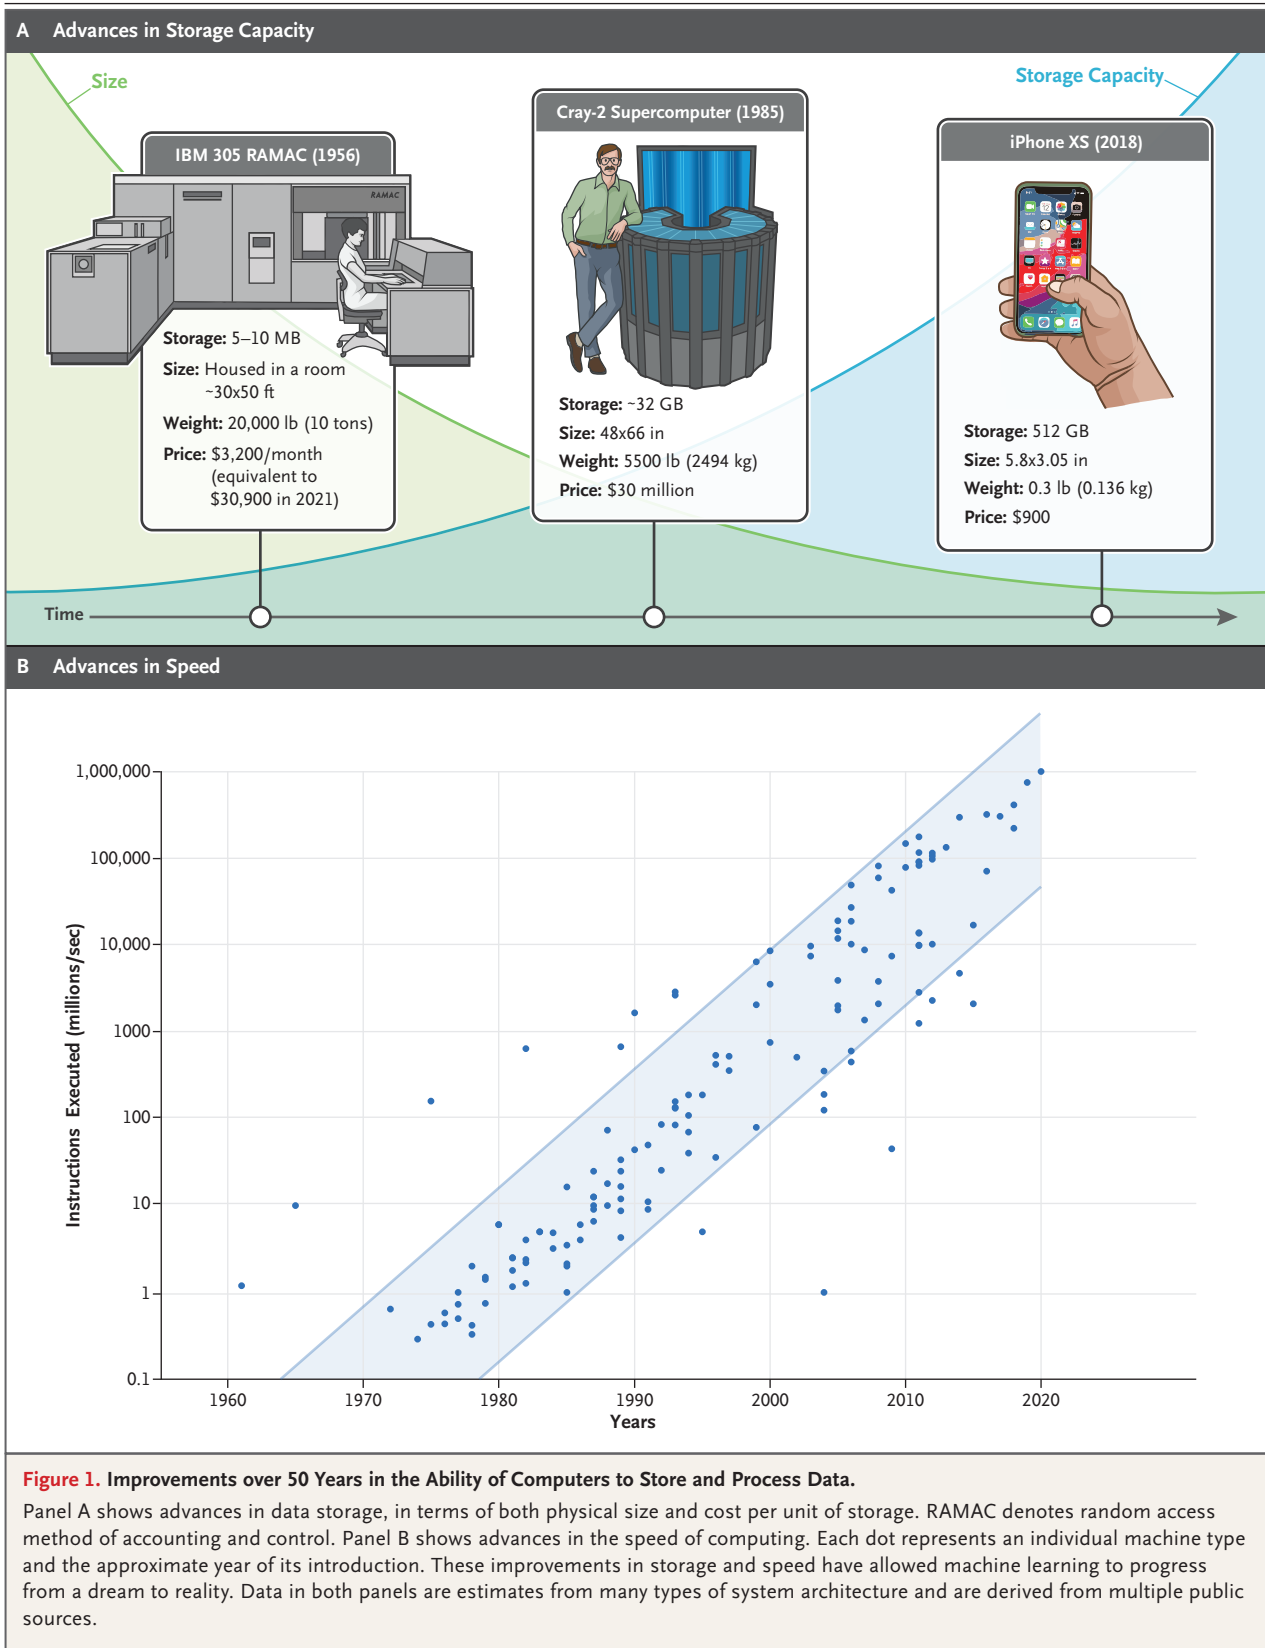 A Advances in Storage Capacity
Size
Storage Capacity
IBM 305 RAMAC (1956)
RAMAC
Storage: 5–10 MB
Size: Housed in a room
~30x50 ft
Weight: 20,000 lb (10 tons)
Price: $3,200/month
(equivalent to
$30,900 in 2021)
Cray-2 Supercomputer (1985)
Storage: ~32 GB
Size: 48x66 in
Weight: 5500 lb (2494 kg)
Price: $30 million
iPhone XS (2018)
Storage: 512 GB
Size: 5.8x3.05 in
Weight: 0.3 lb (0.136 kg)
Price: $900
Time
B Advances in Speed
Instructions Executed (millions/sec)
1,000,000
100,000
10,000
1000
100
10
1
0.1
1960 1970 1980 1990 2000 2010 2020
Years
Figure 1. Improvements over 50 Years in the Ability of Computers to Store and Process Data.
Panel A shows advances in data storage, in terms of both physical size and cost per unit of storage. RAMAC denotes random access
method of accounting and control. Panel B shows advances in the speed of computing. Each dot represents an individual machine type
and the approximate year of its introduction. These improvements in storage and speed have allowed machine learning to progress
from a dream to reality. Data in both panels are estimates from many types of system architecture and are derived from multiple public
sources.